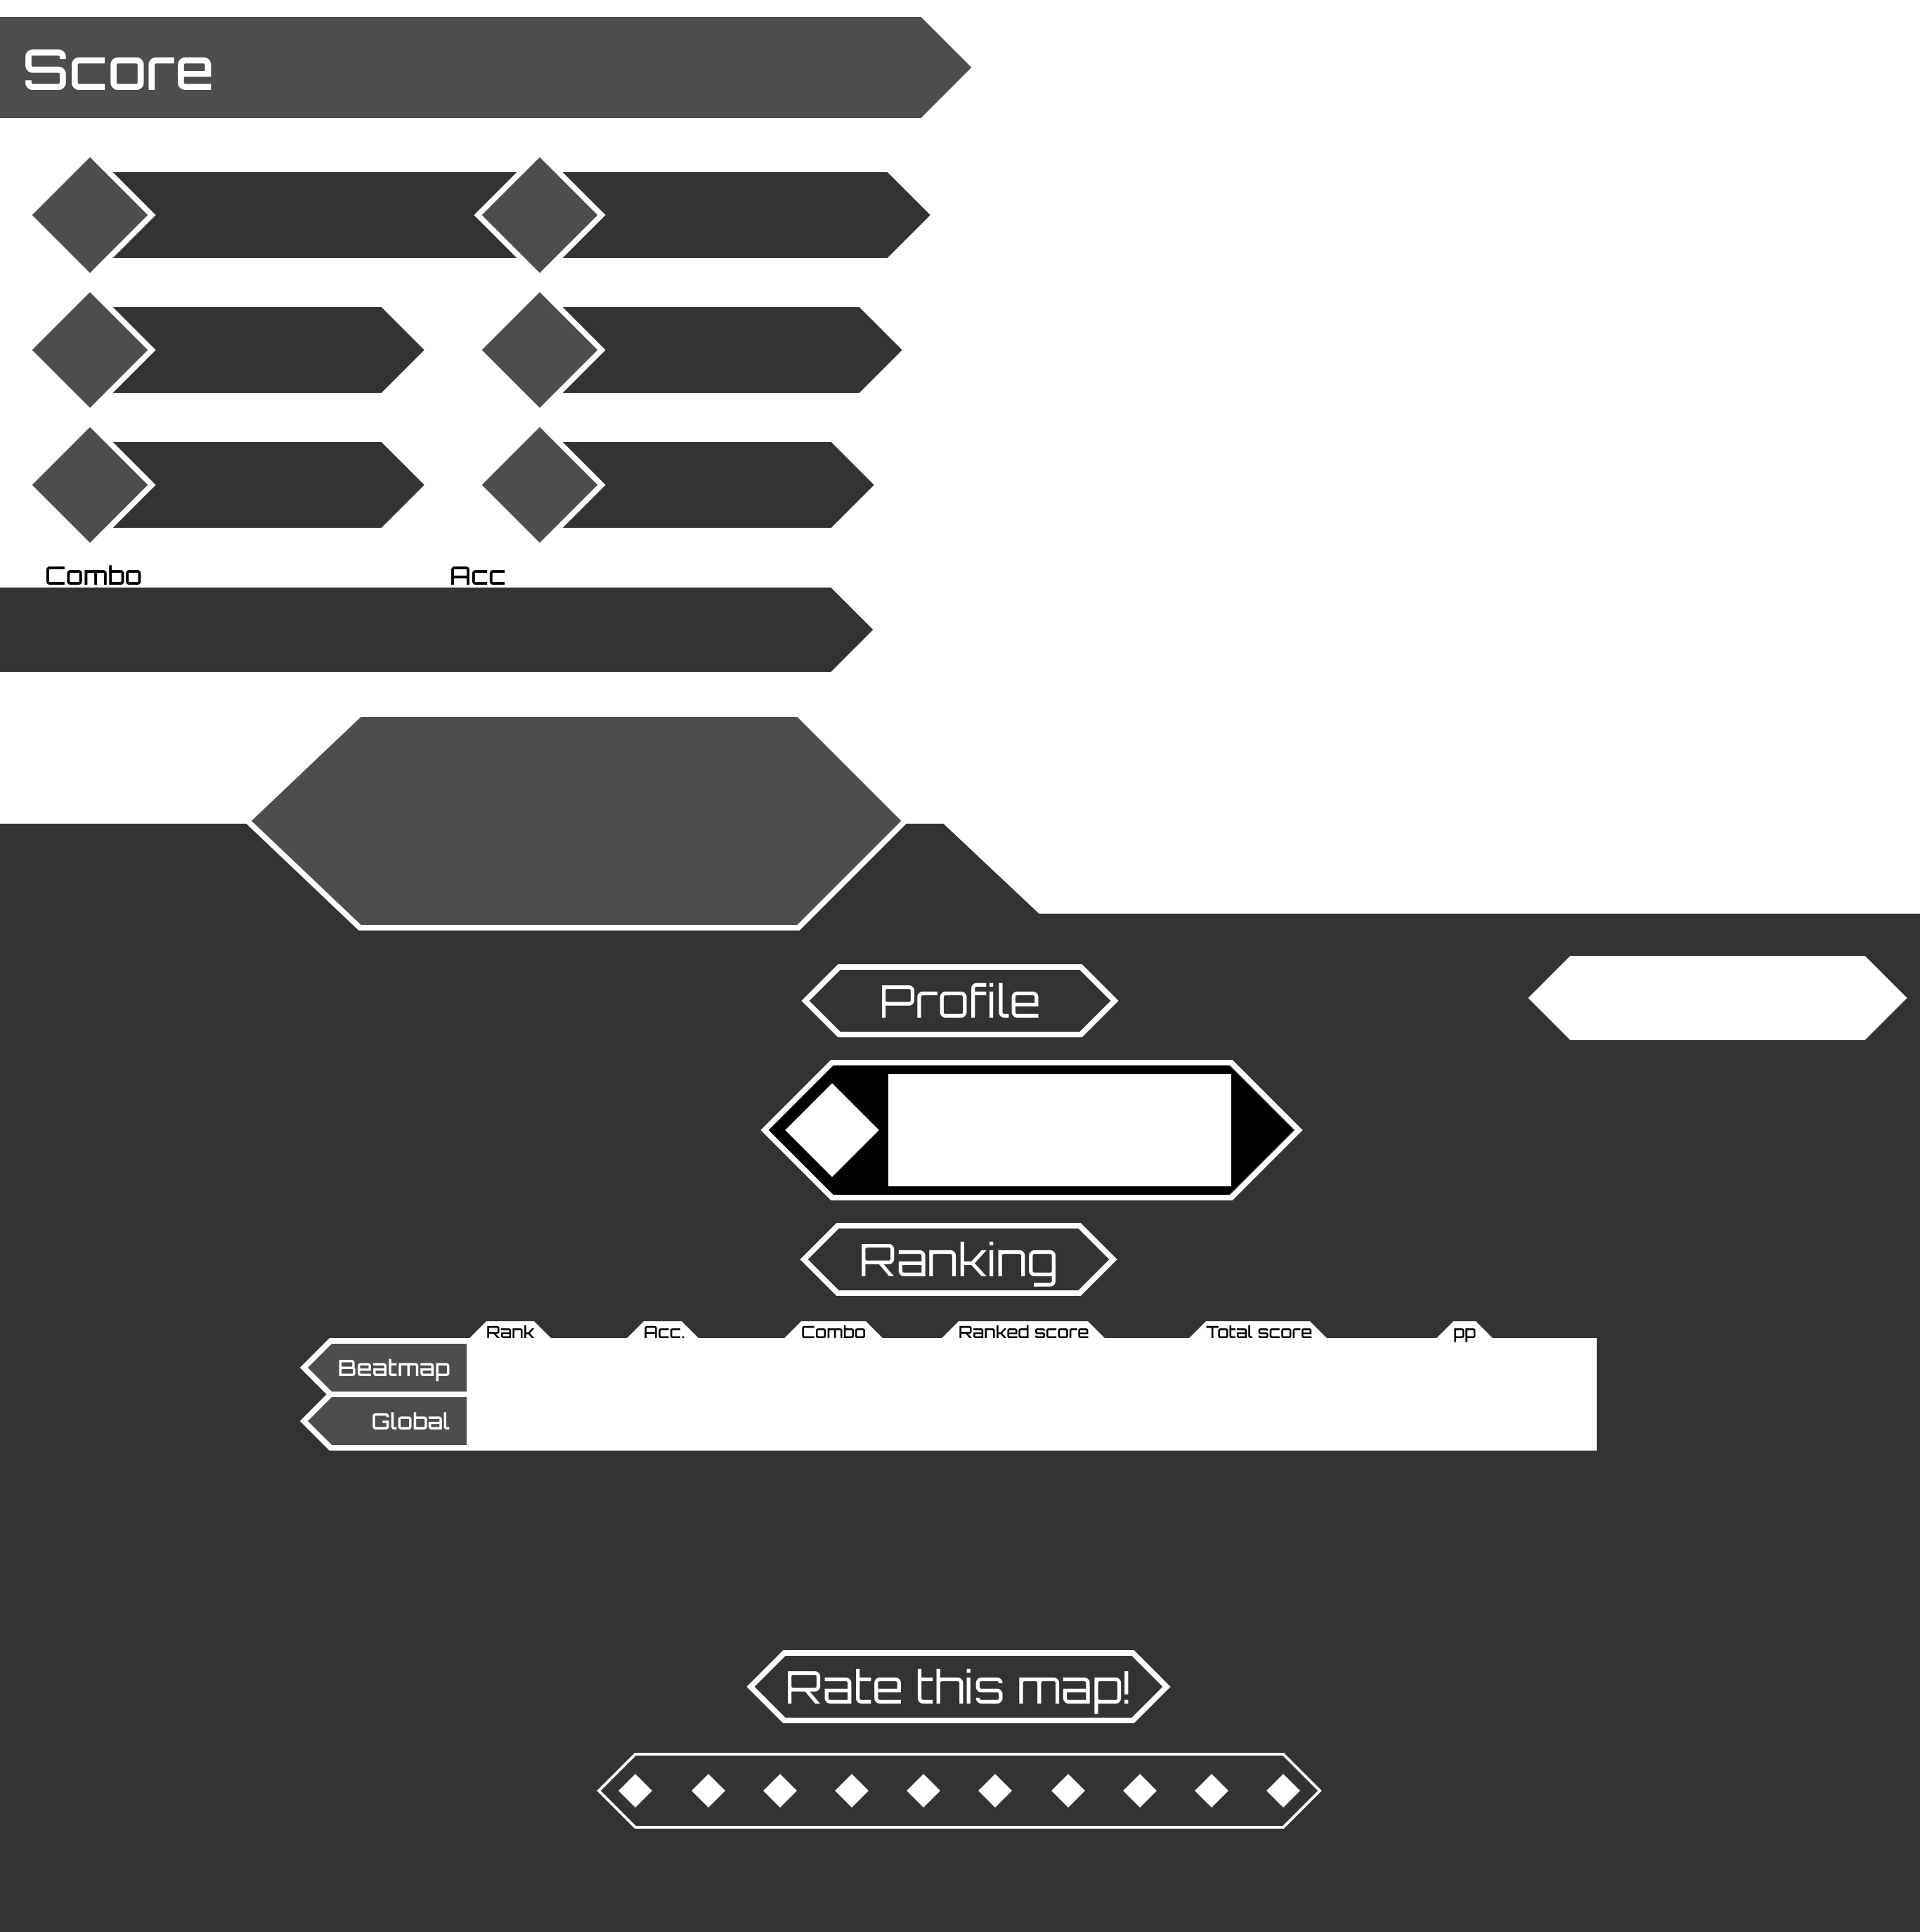 Score
Combo Acc
Profile
Ranking
Rank Acc. Combo Ranked score Total score pp
Beatmap
Global
Rate this map!